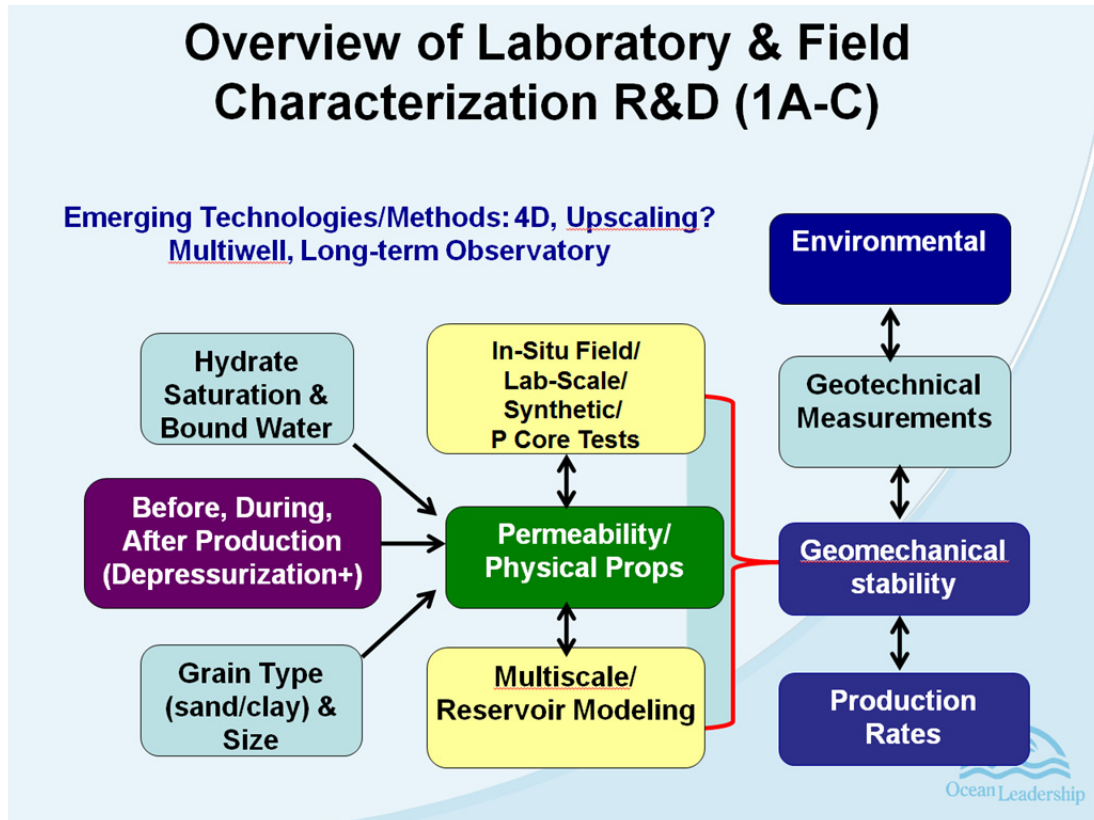 Overview of Laboratory & Field
Characterization R&D (1A-C)
Emerging Technologies/Methods: 4D, Upscaling?
Multiwell, Long-term Observatory
Hydrate
Saturation &
Bound Water
Before, During,
After Production
(Depressurization+)
Grain Type
(sand/clay) &
Size
In-Situ Field/
Lab-Scale/
Synthetic/
P Core Tests
Permeability/
Physical Props
Multiscale/
Reservoir Modeling
Environmental
Geotechnical
Measurements
Geomechanical
stability
Production
Rates
Ocean Leadership